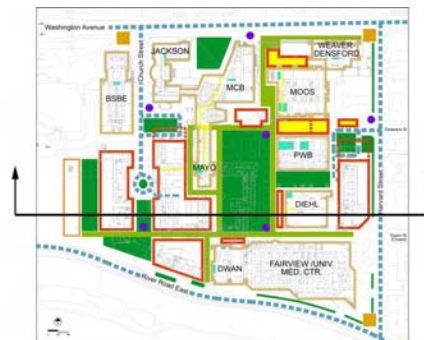 Washington Avenue
Church Street
JACKSON
WEAVER-
DENSFORD
MCB
BSBE
MOOS
MAYO
PWB
DIEHL
Harvard Street
DWAN
FAIRVIEW /UNIV.
MED. CTR.
River Road East